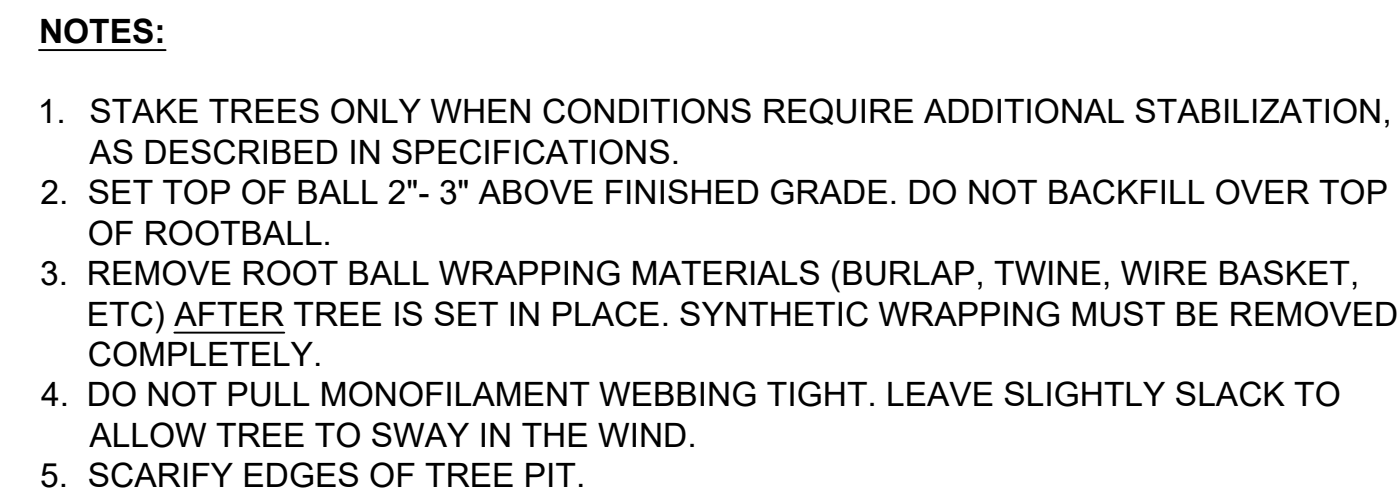 NOTES:
1. STAKE TREES ONLY WHEN CONDITIONS REQUIRE ADDITIONAL STABILIZATION,
AS DESCRIBED IN SPECIFICATIONS.
2. SET TOP OF BALL 2"- 3" ABOVE FINISHED GRADE. DO NOT BACKFILL OVER TOP
OF ROOTBALL.
3. REMOVE ROOT BALL WRAPPING MATERIALS (BURLAP, TWINE, WIRE BASKET,
ETC) AFTER TREE IS SET IN PLACE. SYNTHETIC WRAPPING MUST BE REMOVED
COMPLETELY.
4. DO NOT PULL MONOFILAMENT WEBBING TIGHT. LEAVE SLIGHTLY SLACK TO
ALLOW TREE TO SWAY IN THE WIND.
5. SCARIFY EDGES OF TREE PIT.